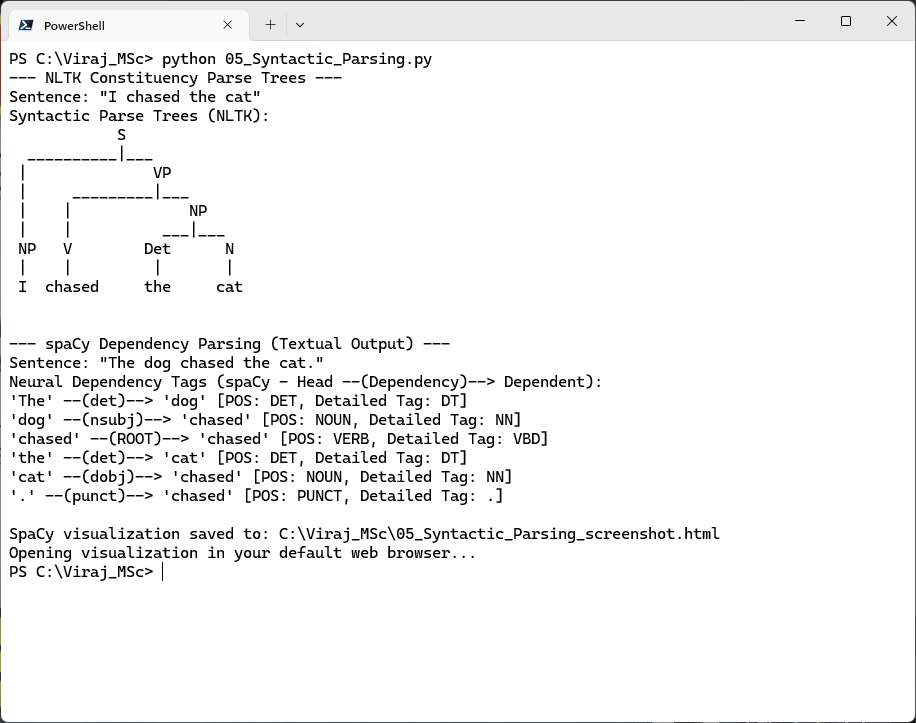 PowerShell
PS C:\Viraj_MSc> python 05_Syntactic_Parsing.py
--- NLTK Constituency Parse Trees ---
Sentence: "I chased the cat"
Syntactic Parse Trees (NLTK):
            S
  __________|___
 |              VP
 |     _________|___
 |    |             NP
 |    |          ___|___
 NP   V        Det      N
 |    |         |       |
 I  chased     the     cat
--- spaCy Dependency Parsing (Textual Output) ---
Sentence: "The dog chased the cat."
Neural Dependency Tags (spaCy - Head --(Dependency)--> Dependent):
'The' --(det)--> 'dog' [POS: DET, Detailed Tag: DT]
'dog' --(nsubj)--> 'chased' [POS: NOUN, Detailed Tag: NN]
'chased' --(ROOT)--> 'chased' [POS: VERB, Detailed Tag: VBD]
'the' --(det)--> 'cat' [POS: DET, Detailed Tag: DT]
'cat' --(dobj)--> 'chased' [POS: NOUN, Detailed Tag: NN]
'.' --(punct)--> 'chased' [POS: PUNCT, Detailed Tag: .]
SpaCy visualization saved to: C:\Viraj_MSc\05_Syntactic_Parsing_screenshot.html
Opening visualization in your default web browser...
PS C:\Viraj_MSc>